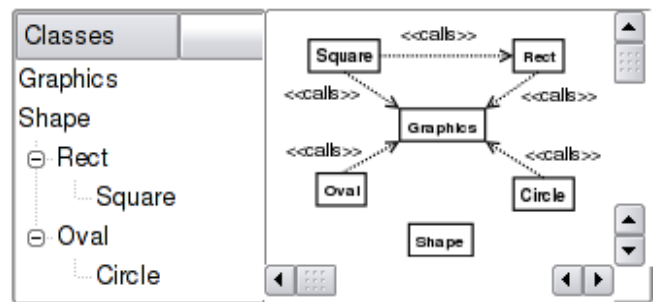 Classes
Graphics
Shape
Rect
Square
Oval
Circle
<<calls>>
Square
Rect
<<calls>>
<<calls>>
Graphics
<<calls>>
<<calls>>
Oval
Circle
Shape